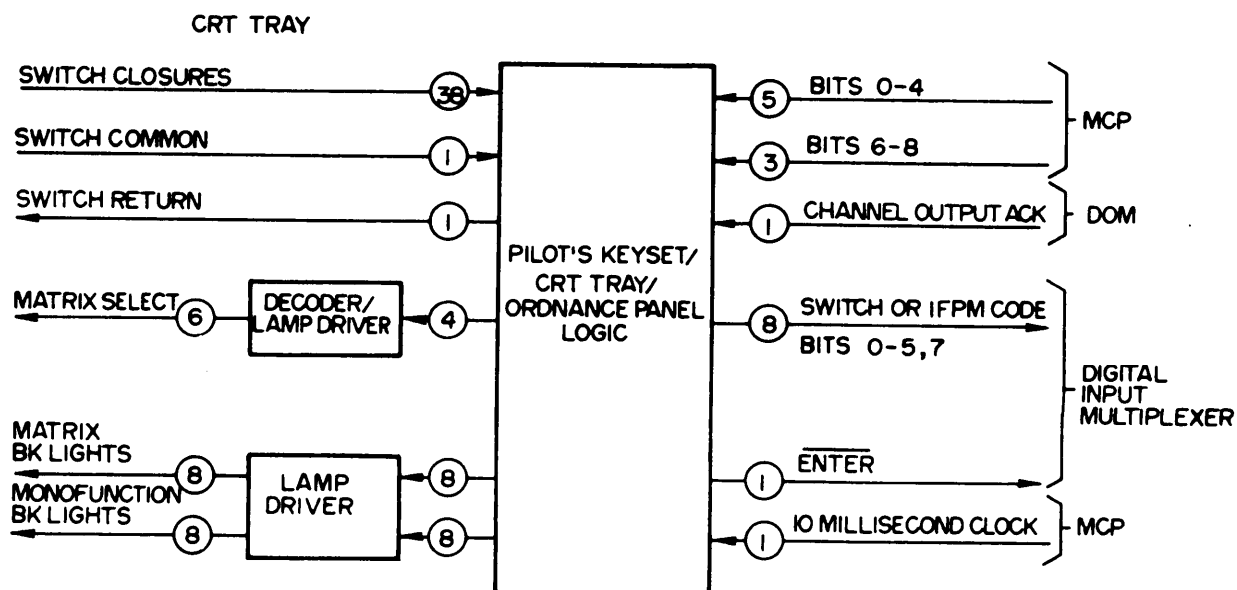 CRT TRAY
SWITCH CLOSURES
38
SWITCH COMMON
1
SWITCH RETURN
1
MATRIX SELECT
6
DECODER/
LAMP DRIVER
4
MATRIX
BK LIGHTS
8
MONOFUNCTION
BK LIGHTS
8
LAMP
DRIVER
8
8
PILOT'S KEYSET/
CRT TRAY/
ORDNANCE PANEL
LOGIC
5
BITS 0-4
3
BITS 6-8
MCP
1
CHANNEL OUTPUT ACK
DOM
8
SWITCH OR IFPM CODE
BITS 0-5,7
1
ENTER
DIGITAL
INPUT
MULTIPLEXER
1
10 MILLISECOND CLOCK
MCP